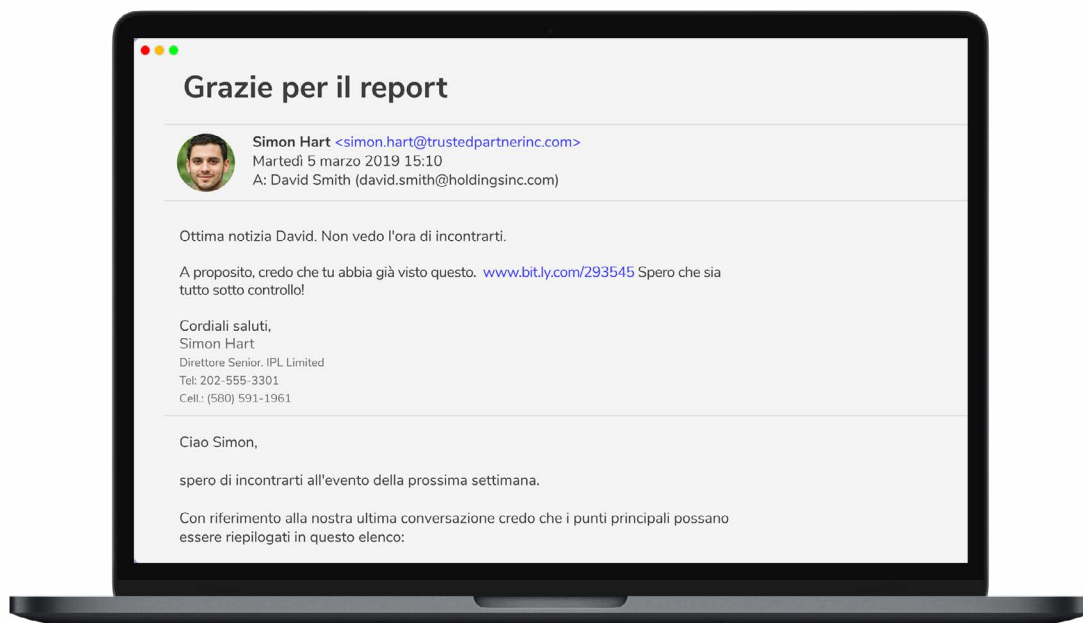 Grazie per il report
Simon Hart <simon.hart@trustedpartnerinc.com>
Martedì 5 marzo 2019 15:10
A: David Smith (david.smith@holdingsinc.com)
Ottima notizia David. Non vedo l'ora di incontrarti.
A proposito, credo che tu abbia già visto questo. www.bit.ly.com/293545 Spero che sia
tutto sotto controllo!
Cordiali saluti,
Simon Hart
Direttore Senior. IPL Limited
Tel: 202-555-3301
Cell.: (580) 591-1961
Ciao Simon,
spero di incontrarti all'evento della prossima settimana.
Con riferimento alla nostra ultima conversazione credo che i punti principali possano
essere riepilogati in questo elenco: